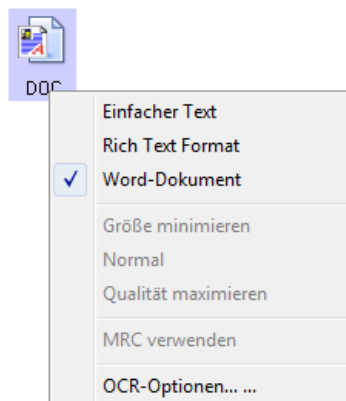 DOC
Einfacher Text
Rich Text Format
Word-Dokument
Größe minimieren
Normal
Qualität maximieren
MRC verwenden
OCR-Optionen... ...